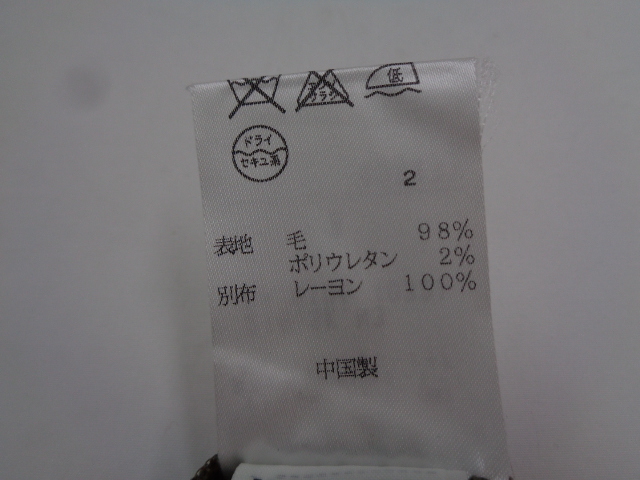 低
ドライ
セキユ系
2
表地 毛 98%
ポリウレタン 2%
別布 レーヨン 100%
中国製